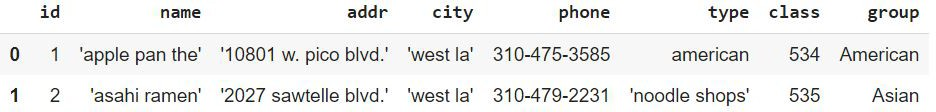 id name addr city phone type class group
0 1 'apple pan the' '10801 w. pico blvd.' 'west la' 310-475-3585 american 534 American
1 2 'asahi ramen' '2027 sawtelle blvd.' 'west la' 310-479-2231 'noodle shops' 535 Asian